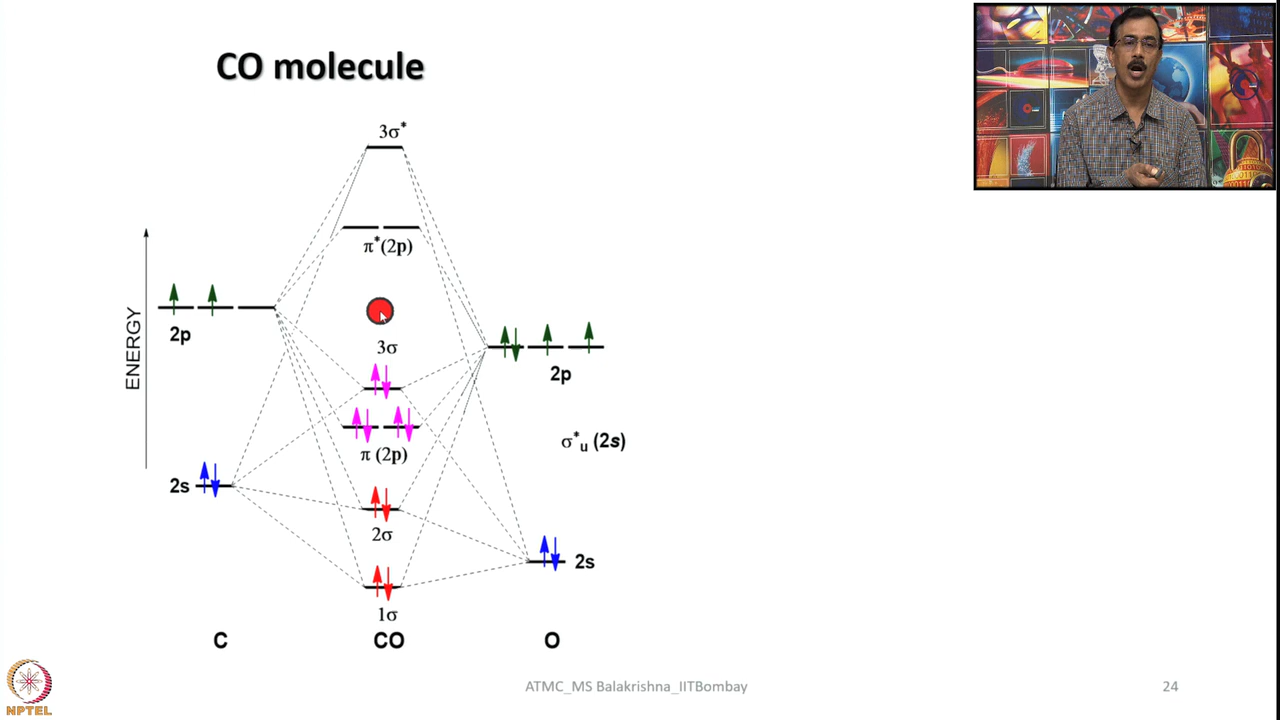 CO molecule
3σ*
π*(2p)
ENERGY
2p
3σ
2p
π (2p)
σ*u (2s)
2s
2σ
2s
1σ
C
CO
O
NPTEL
ATMC_MS Balakrishna_IITBombay
24